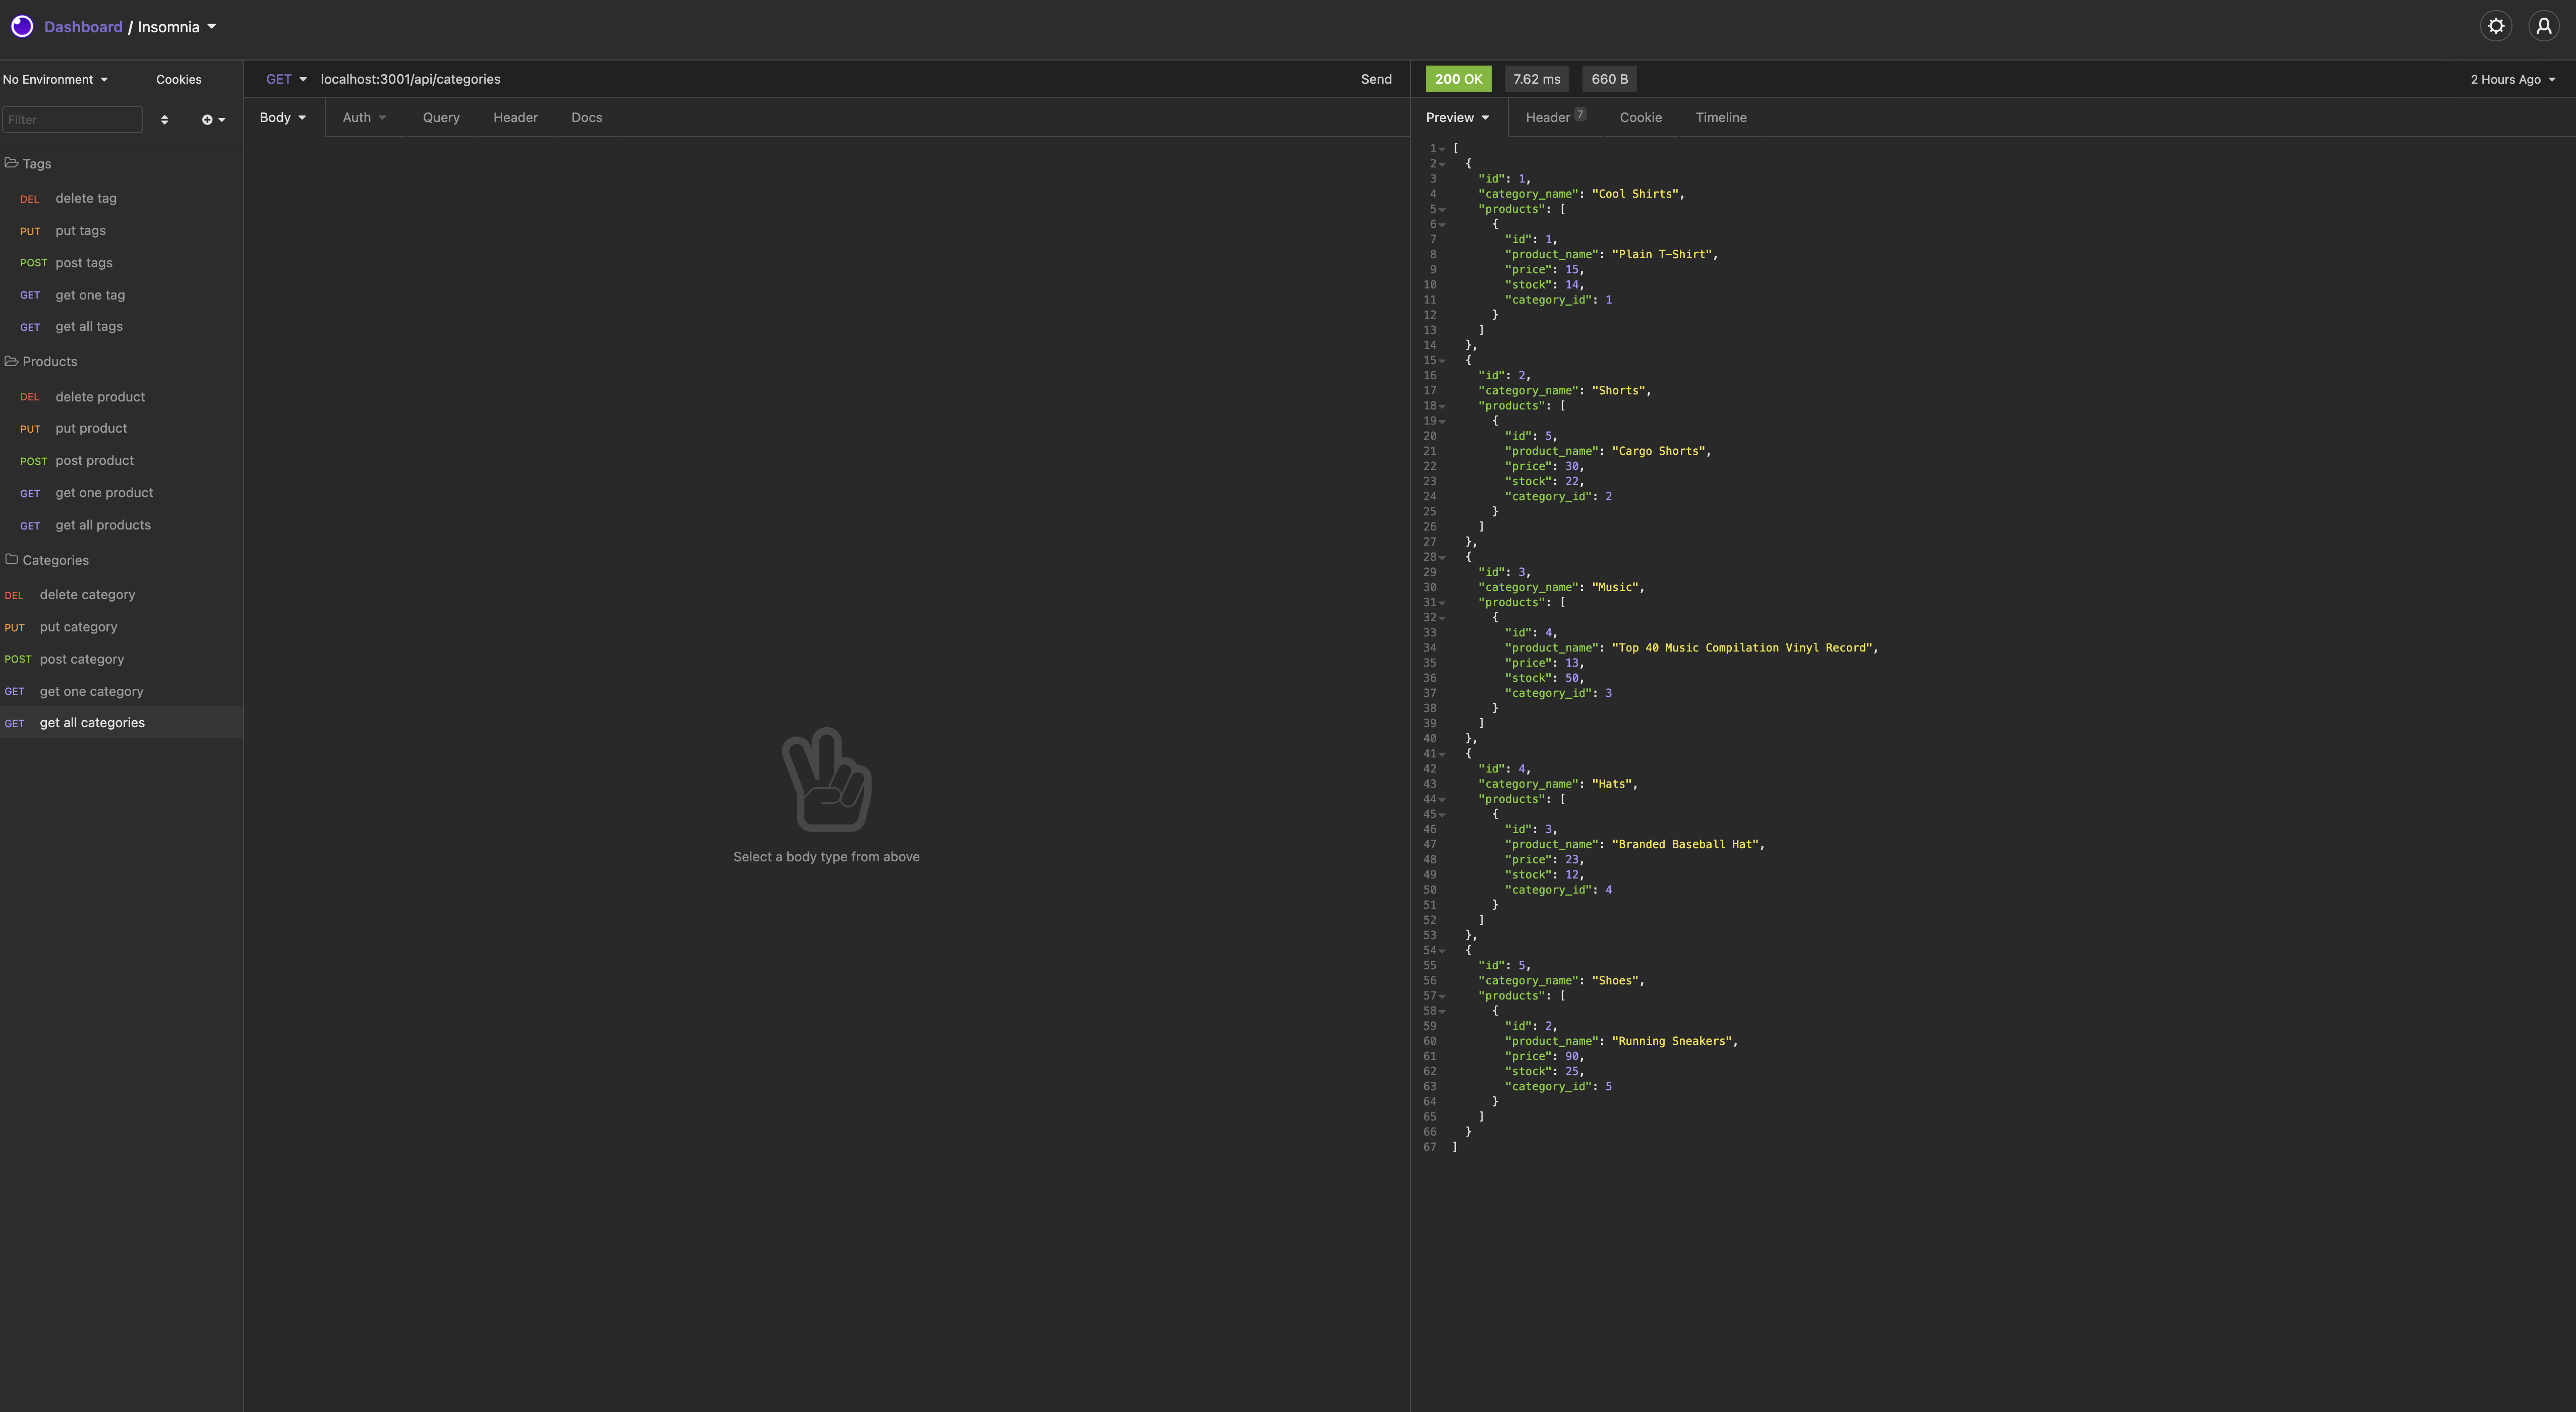 Dashboard / Insomnia
No Environment
Cookies
Filter
Tags
DEL delete tag
PUT put tags
POST post tags
GET get one tag
GET get all tags
Products
DEL delete product
PUT put product
POST post product
GET get one product
GET get all products
Categories
DEL delete category
PUT put category
POST post category
GET get one category
GET get all categories
GET localhost:3001/api/categories Send
Body Auth Query Header Docs
Select a body type from above
200 OK 7.62 ms 660 B 2 Hours Ago
Preview Header 7 Cookie Timeline
1 [
2 {
3 "id": 1,
4 "category_name": "Cool Shirts",
5 "products": [
6 {
7 "id": 1,
8 "product_name": "Plain T-Shirt",
9 "price": 15,
10 "stock": 14,
11 "category_id": 1
12 }
13 ]
14 },
15 {
16 "id": 2,
17 "category_name": "Shorts",
18 "products": [
19 {
20 "id": 5,
21 "product_name": "Cargo Shorts",
22 "price": 30,
23 "stock": 22,
24 "category_id": 2
25 }
26 ]
27 },
28 {
29 "id": 3,
30 "category_name": "Music",
31 "products": [
32 {
33 "id": 4,
34 "product_name": "Top 40 Music Compilation Vinyl Record",
35 "price": 13,
36 "stock": 50,
37 "category_id": 3
38 }
39 ]
40 },
41 {
42 "id": 4,
43 "category_name": "Hats",
44 "products": [
45 {
46 "id": 3,
47 "product_name": "Branded Baseball Hat",
48 "price": 23,
49 "stock": 12,
50 "category_id": 4
51 }
52 ]
53 },
54 {
55 "id": 5,
56 "category_name": "Shoes",
57 "products": [
58 {
59 "id": 2,
60 "product_name": "Running Sneakers",
61 "price": 90,
62 "stock": 25,
63 "category_id": 5
64 }
65 ]
66 }
67 ]